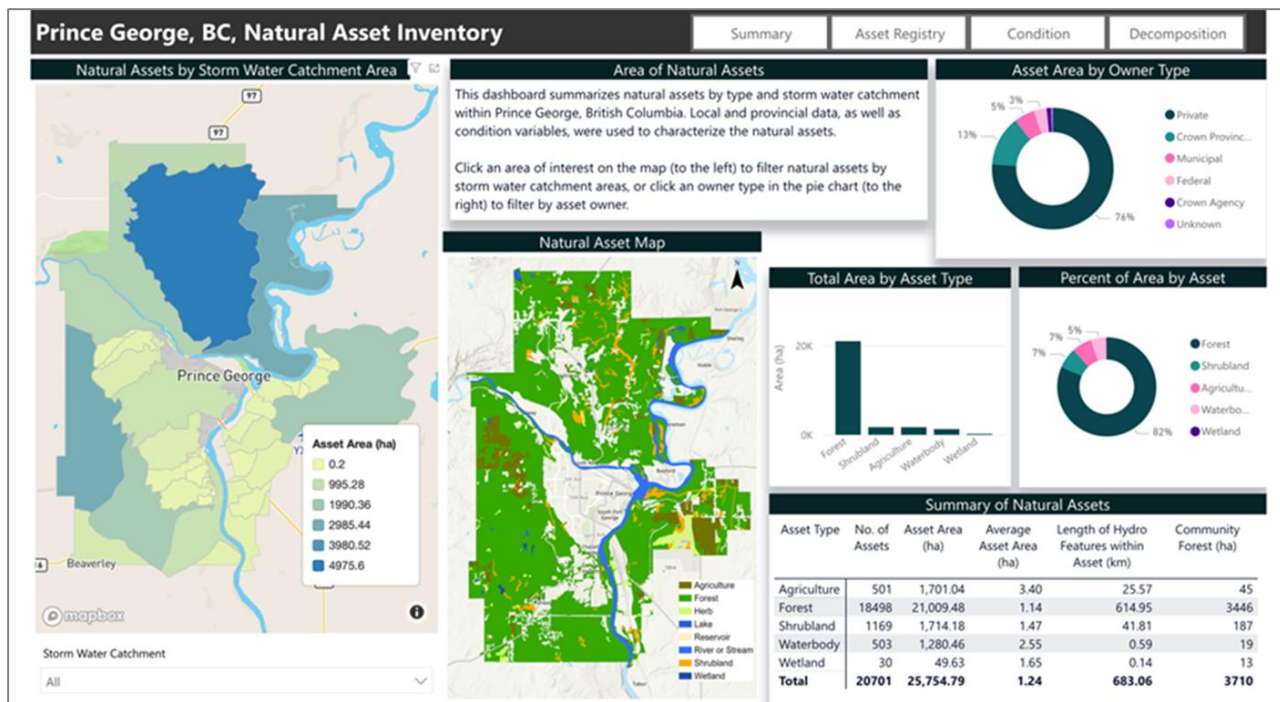 Prince George, BC, Natural Asset Inventory
Summary
Asset Registry
Condition
Decomposition
Natural Assets by Storm Water Catchment Area
97
97
Prince George
Asset Area (ha)
0.2
995.28
1990.36
2985.44
3980.52
4975.6
Beaverley
mapbox
Storm Water Catchment
All
Area of Natural Assets
This dashboard summarizes natural assets by type and storm water catchment
within Prince George, British Columbia. Local and provincial data, as well as
condition variables, were used to characterize the natural assets.
Click an area of interest on the map (to the left) to filter natural assets by
storm water catchment areas, or click an owner type in the pie chart (to the
right) to filter by asset owner.
Natural Asset Map
Shelley
Prince George
South Fort
George
Agriculture
Forest
Herb
Lake
Reservoir
River or Stream
Shrubland
Wetland
Asset Area by Owner Type
3%
5%
13%
76%
Private
Crown Provinc...
Municipal
Federal
Crown Agency
Unknown
Total Area by Asset Type
Area (ha)
20K
0K
Forest
Shrubland
Agriculture
Waterbody
Wetland
Percent of Area by Asset
5%
7%
7%
82%
Forest
Shrubland
Agricultu...
Waterbo...
Wetland
Summary of Natural Assets
Asset Type No. of Assets Asset Area (ha) Average Asset Area (ha) Length of Hydro Features within Asset (km) Community Forest (ha)
Agriculture 501 1,701.04 3.40 25.57 45
Forest 18498 21,009.48 1.14 614.95 3446
Shrubland 1169 1,714.18 1.47 41.81 187
Waterbody 503 1,280.46 2.55 0.59 19
Wetland 30 49.63 1.65 0.14 13
Total 20701 25,754.79 1.24 683.06 3710